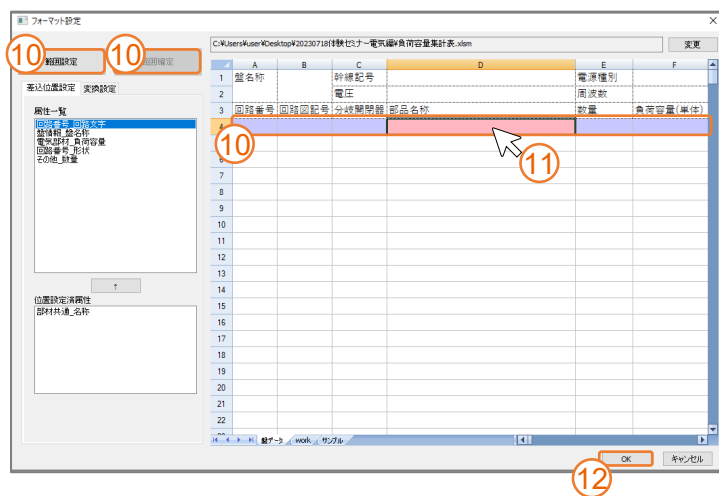 フォーマット設定
×
C:¥Users¥user¥Desktop¥20230718体験セミナー電気編¥負荷容量集計表.xlsm
変更
10 範囲設定
10 範囲確定
差込位置設定 変換設定
属性一覧
回路番号_回路文字
盤情報_盤名称
電気部材_負荷容量
回路番号_形状
その他_数量
↑
位置設定済属性
部材共通_名称
A B C D E F
1 盤名称 幹線記号 電源種別
2 電圧 周波数
3 回路番号 回路図記号 分岐開閉器 部品名称 数量 負荷容量(単体)
4
10
11
6
7
8
9
10
11
12
13
14
15
16
17
18
19
20
21
22
盤データ work サンプル
OK キャンセル
12